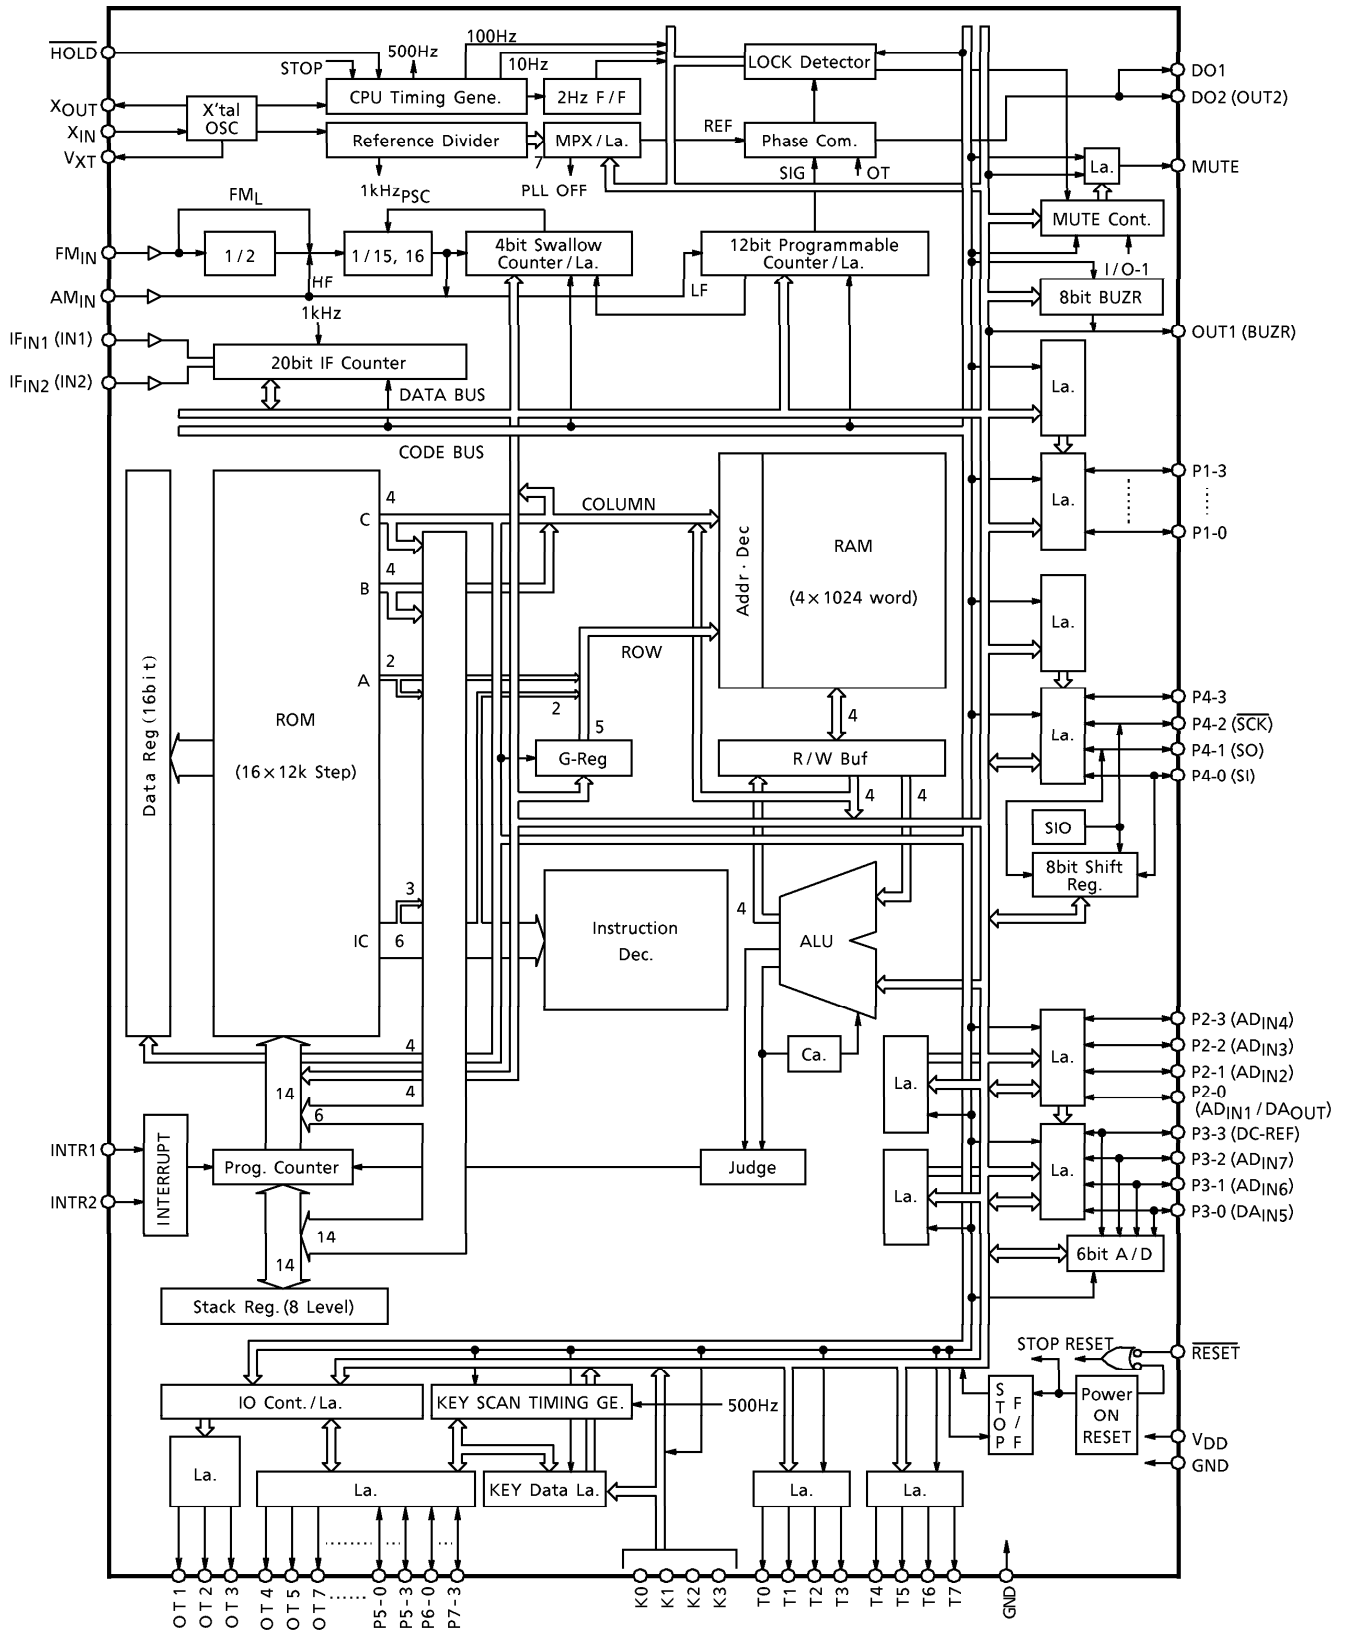 HOLD
STOP
500Hz
100Hz
10Hz
CPU Timing Gene.
2Hz F/F
LOCK Detector
DO1
DO2 (OUT2)
XOUT
XIN
VXT
X'tal
OSC
Reference Divider
7
MPX/La.
REF
Phase Com.
La.
MUTE
1kHz
PLL OFF
SIG
OT
PSC
FML
MUTE Cont.
FMIN
1/2
1/15, 16
4bit Swallow
Counter/La.
12bit Programmable
Counter/La.
HF
LF
I/O-1
AMIN
1kHz
8bit BUZR
IFIN1 (IN1)
OUT1 (BUZR)
20bit IF Counter
IFIN2 (IN2)
DATA BUS
La.
CODE BUS
Data Reg (16bit)
ROM
(16×12k Step)
C
4
B
4
A
2
COLUMN
ROW
Addr · Dec
RAM
(4×1024 word)
La.
P1-3
P1-0
La.
2
5
G-Reg
4
R/W Buf
4
4
La.
P4-3
P4-2 (SCK)
P4-1 (SO)
P4-0 (SI)
SIO
8bit Shift
Reg.
3
IC
6
Instruction
Dec.
4
ALU
Ca.
4
4
14
6
La.
La.
P2-3 (ADIN4)
P2-2 (ADIN3)
P2-1 (ADIN2)
P2-0
(ADIN1/DAOUT)
INTR1
INTR2
INTERRUPT
Prog. Counter
Judge
La.
La.
P3-3 (DC-REF)
P3-2 (ADIN7)
P3-1 (ADIN6)
P3-0 (DAIN5)
14
14
6bit A/D
Stack Reg. (8 Level)
STOP RESET
RESET
IO Cont./La.
KEY SCAN TIMING GE.
500Hz
STOP
F/F
Power
ON
RESET
VDD
GND
La.
La.
KEY Data La.
La.
La.
OT1
OT2
OT3
OT4
OT5
OT7
P5-0
P5-3
P6-0
P7-3
K0
K1
K2
K3
T0
T1
T2
T3
T4
T5
T6
T7
GND